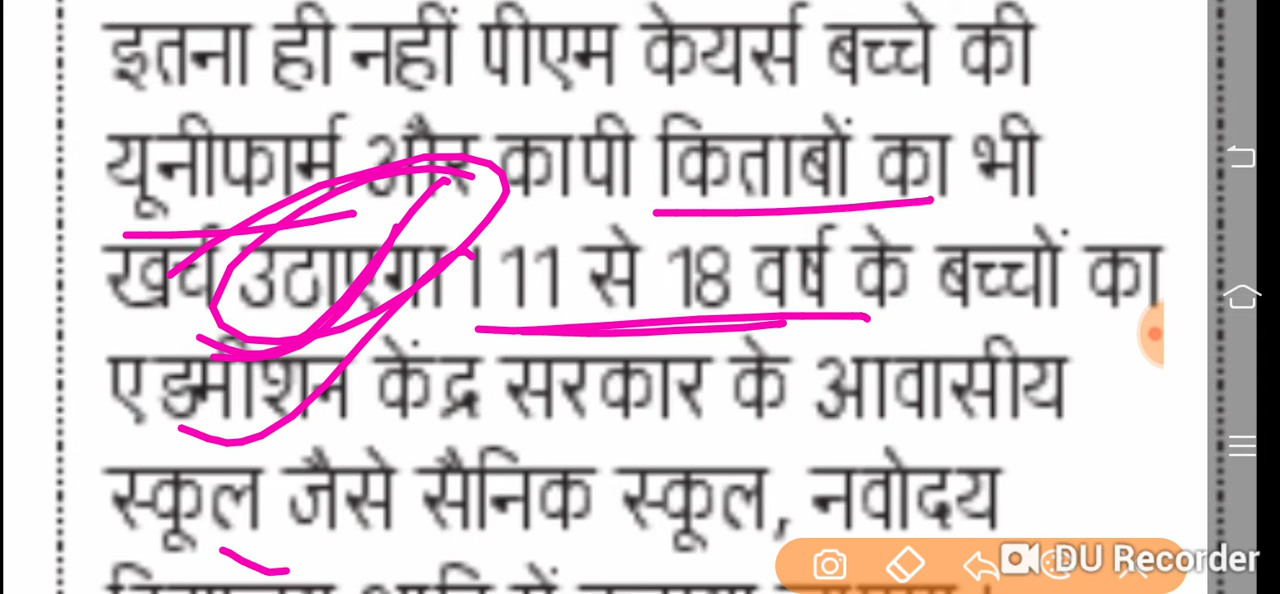 इतना ही नहीं पीएम केयर्स बच्चे की
यूनीफार्म और कापी किताबों का भी
खर्च उटाएगा। 11 से 18 वर्ष के बच्चों का
एडमीशन केंद्र सरकार के आवासीय
स्कूल जैसे सैनिक स्कूल, नवोदय
DU Recorder